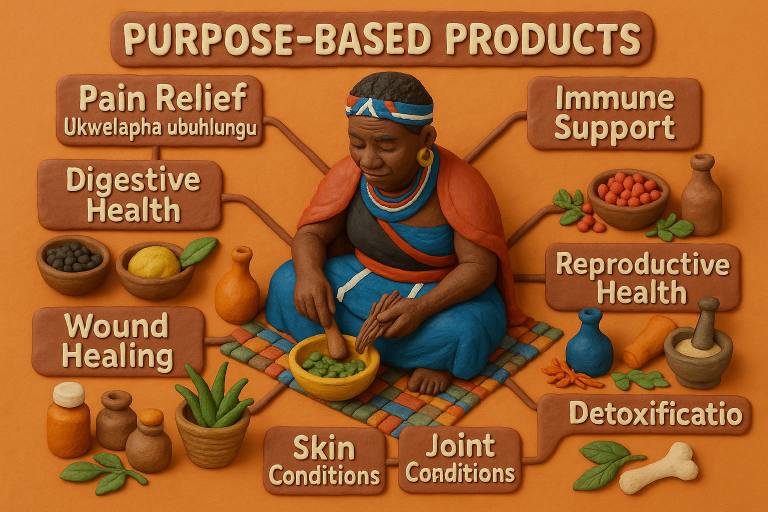 PURPOSE-BASED PRODUCTS
Pain Relief
Ukwelapha ubuhlungu
Digestive
Health
Wound
Healing
Immune
Support
Reproductive
Health
Detoxificatio
Skin
Conditions
Joint
Conditions